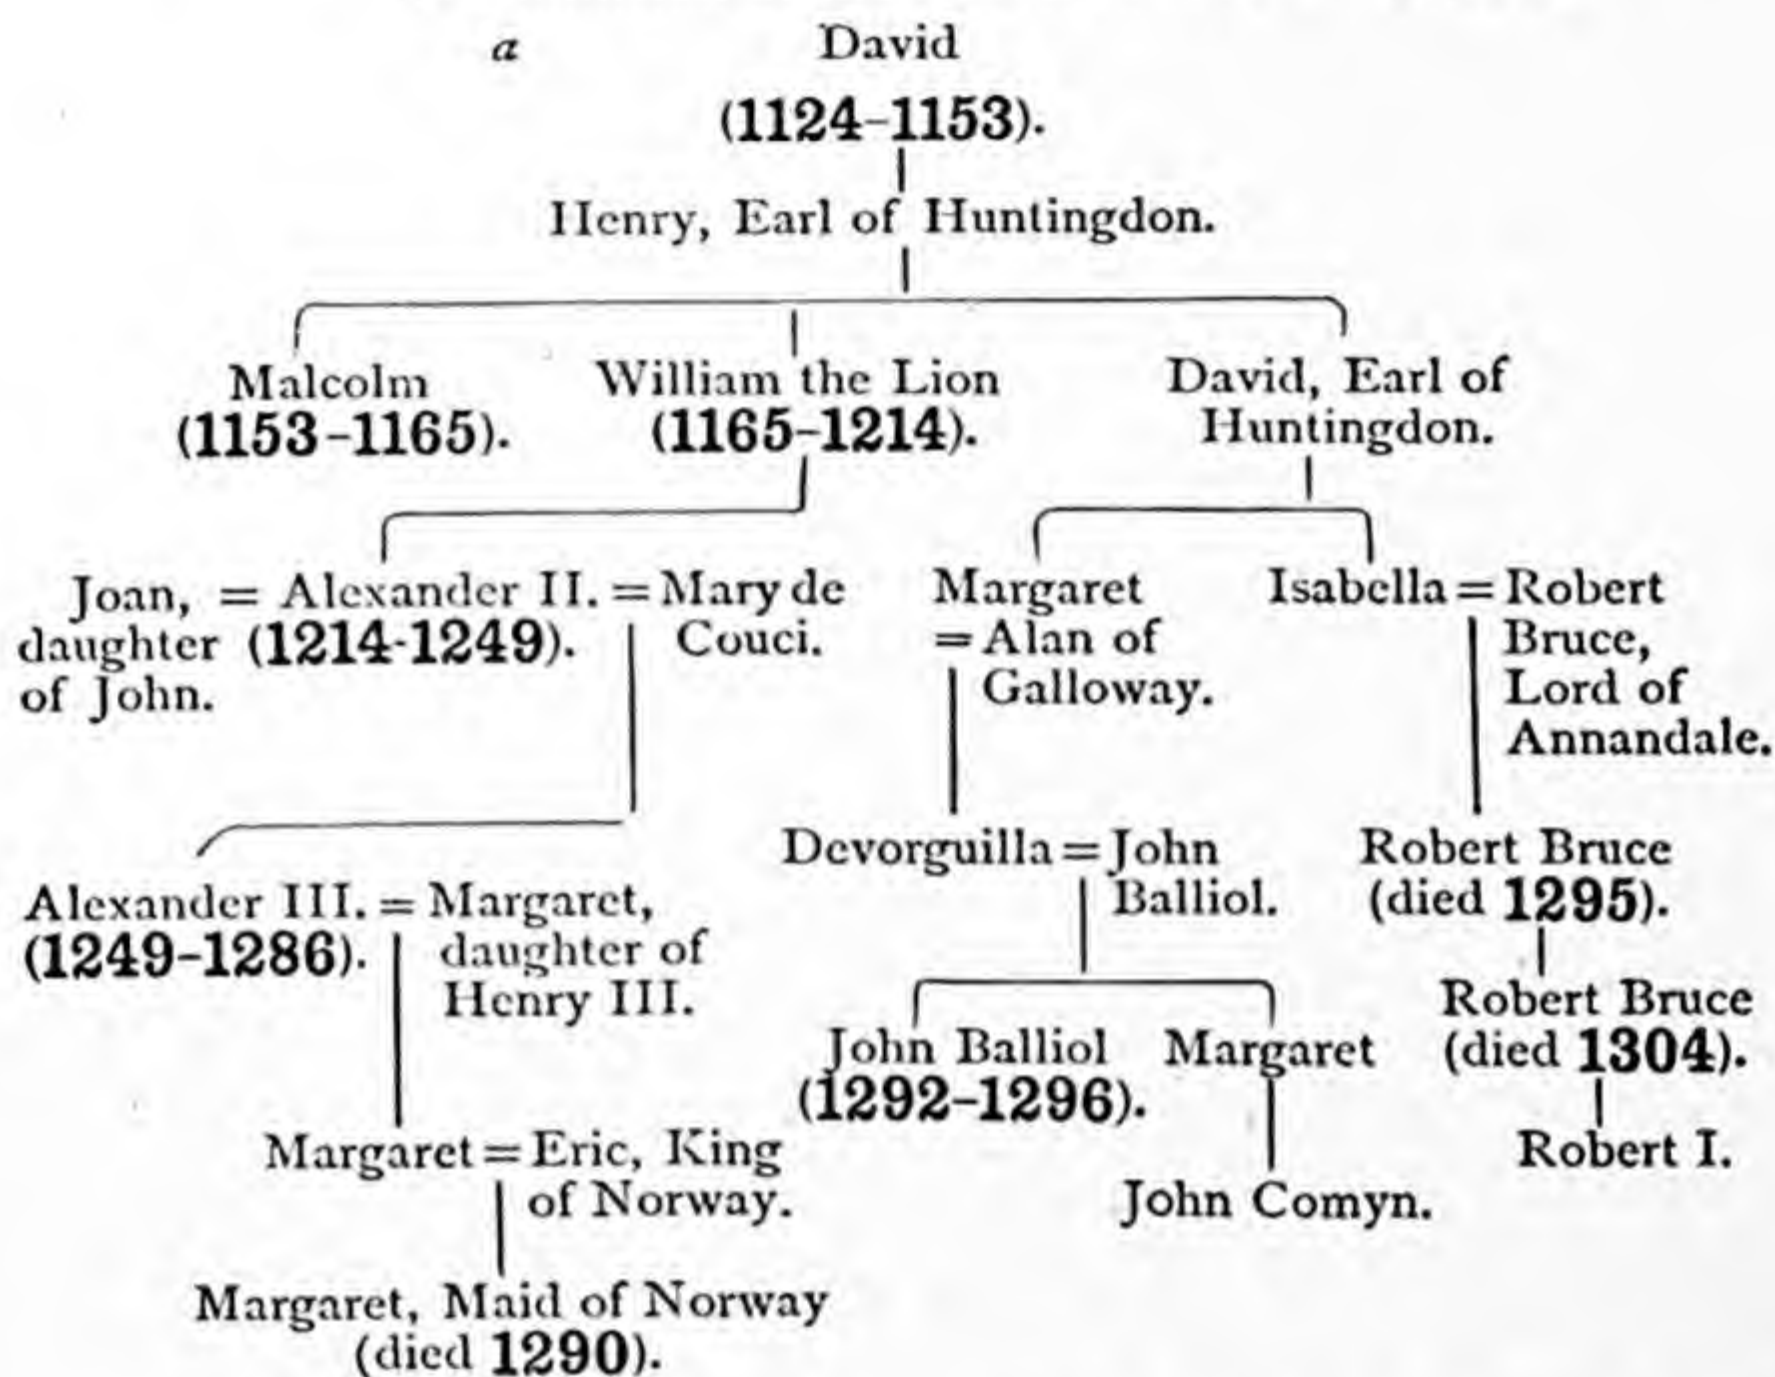 a David
(1124-1153).
Henry, Earl of Huntingdon.
Malcolm
(1153-1165).
William the Lion
(1165-1214).
David, Earl of
Huntingdon.
Joan,
daughter
of John.
= Alexander II. =
(1214-1249).
Mary de
Couci.
Margaret
= Alan of
Galloway.
Isabella =
Robert
Bruce,
Lord of
Annandale.
Alexander III. =
(1249-1286).
Margaret,
daughter of
Henry III.
Devorguilla =
John
Balliol.
Robert Bruce
(died 1295).
John Balliol
(1292-1296).
Margaret
Robert Bruce
(died 1304).
Margaret =
Eric, King
of Norway.
John Comyn.
Robert I.
Margaret, Maid of Norway
(died 1290).